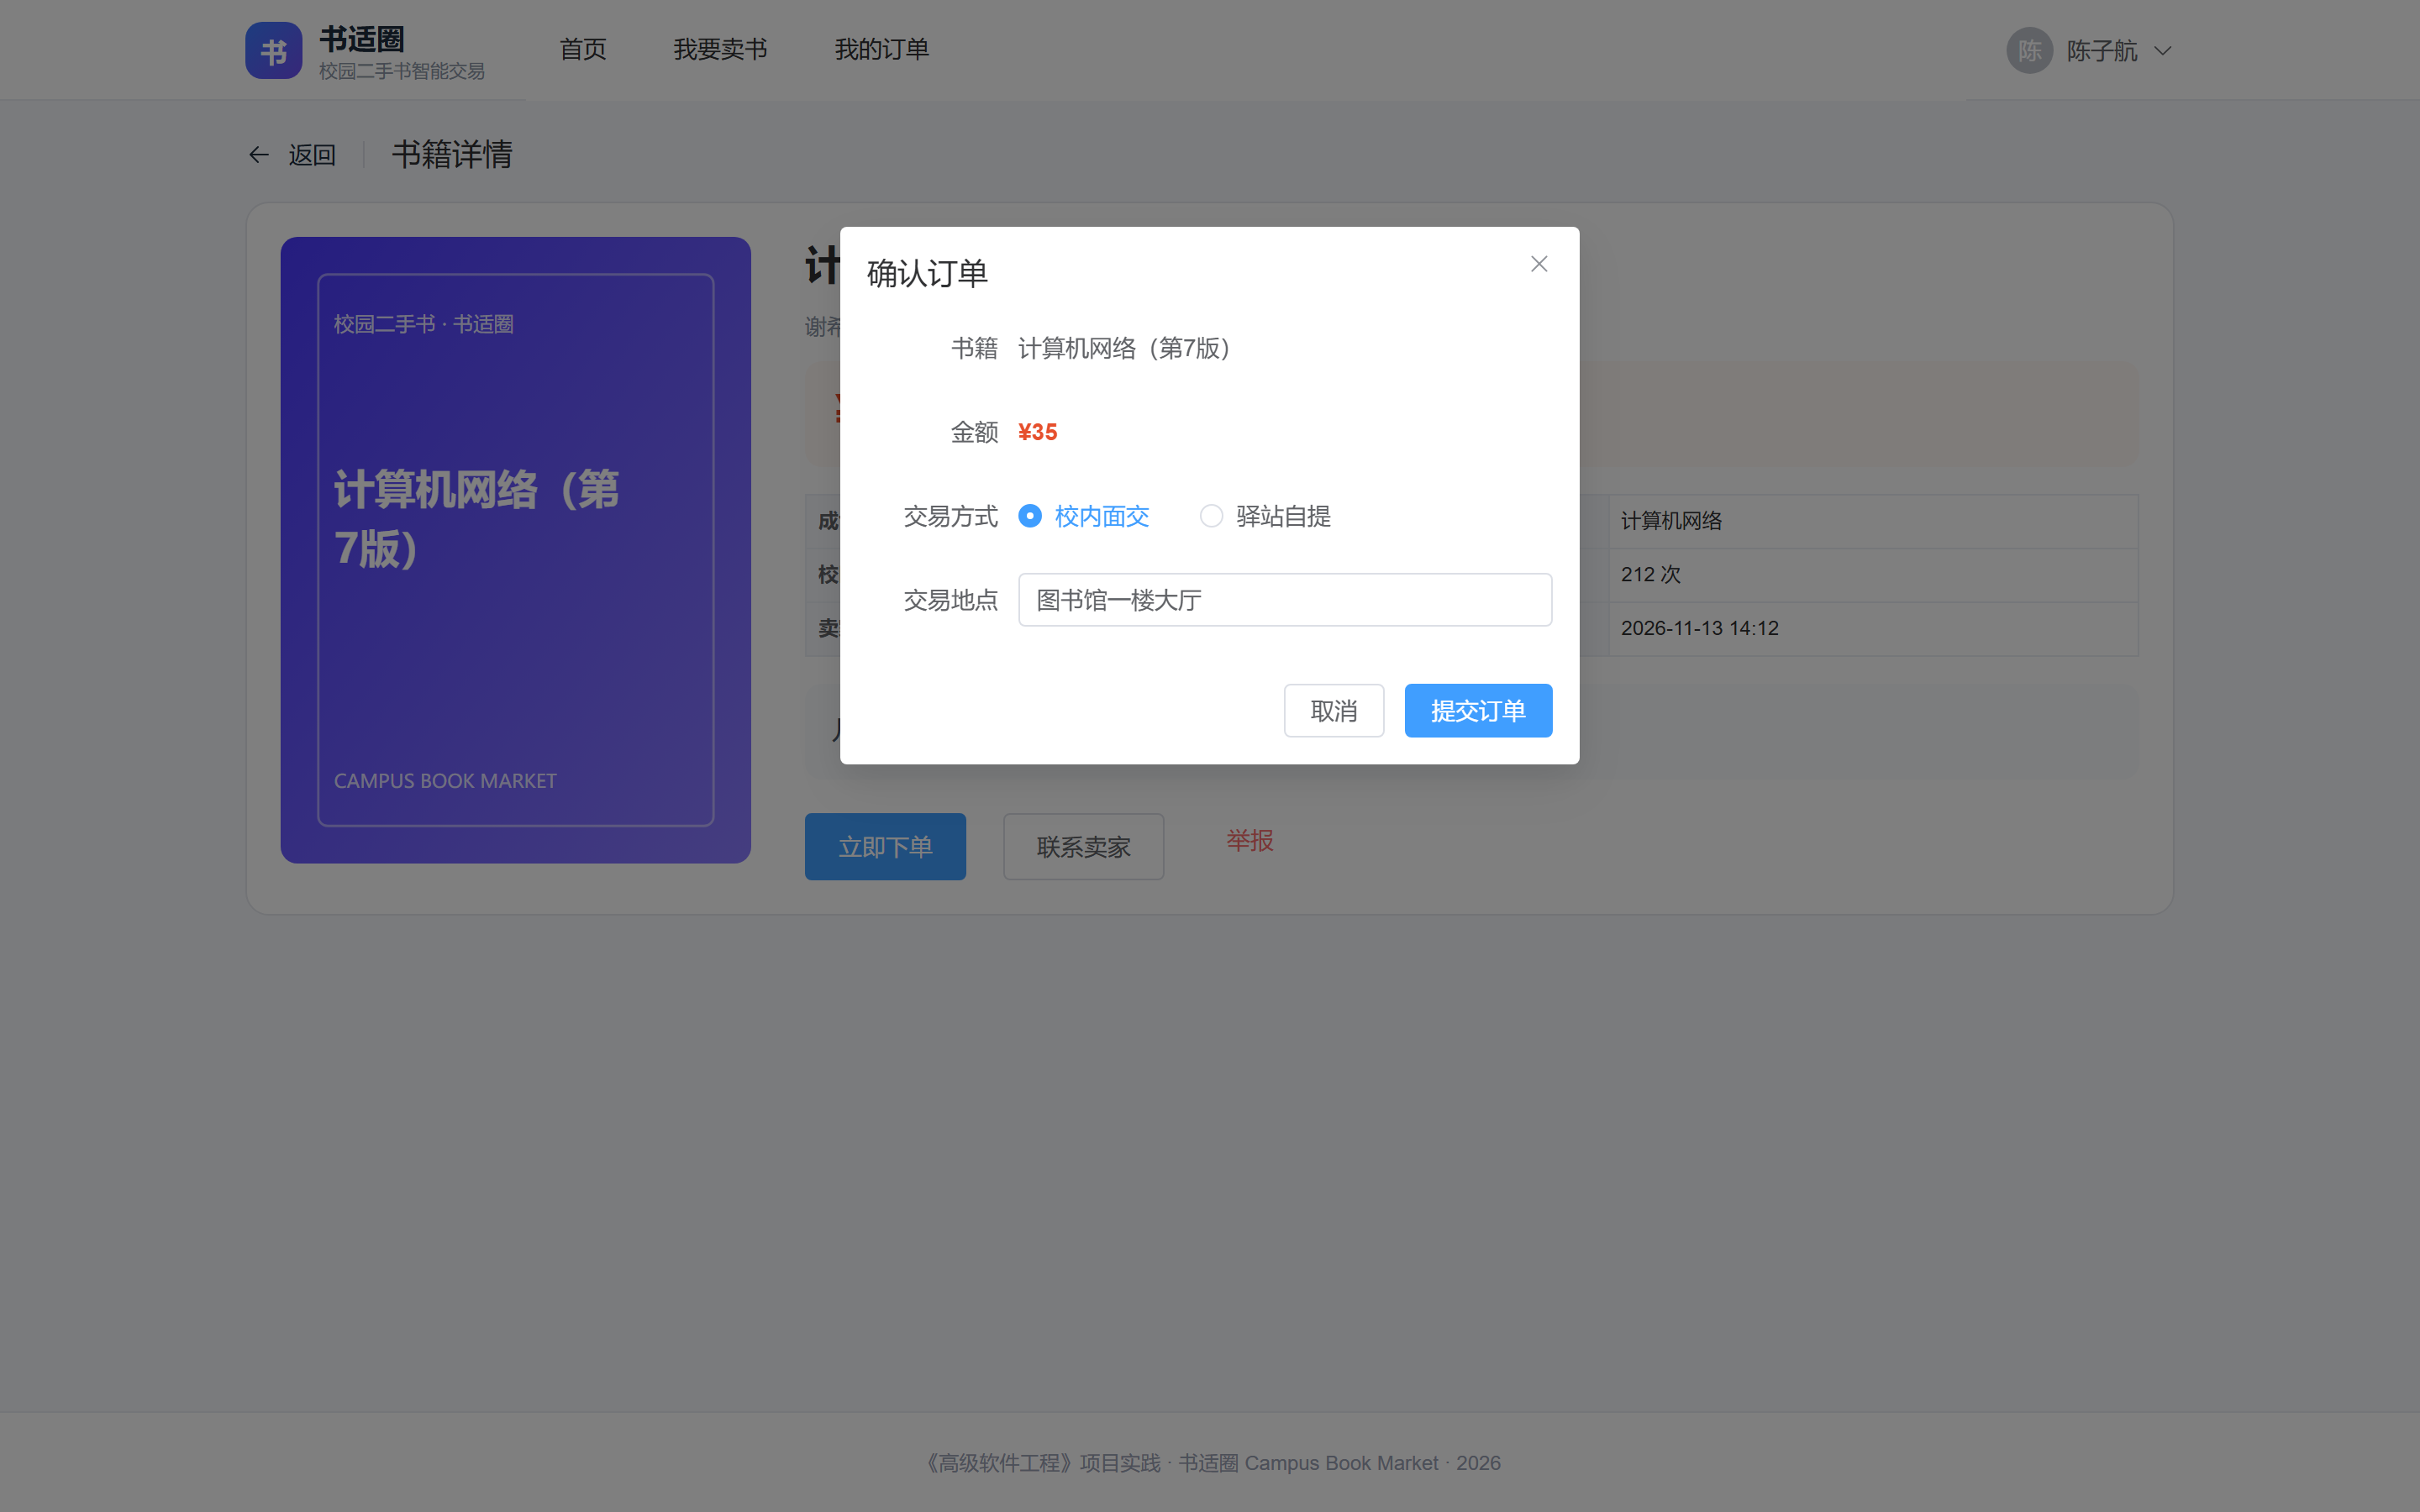 书
书适圈
校园二手书智能交易
首页
我要卖书
我的订单
陈
陈子航
返回
书籍详情
校园二手书 · 书适圈
计算机网络（第
7版）
CAMPUS BOOK MARKET
计
谢希
确认订单
书籍 计算机网络（第7版）
金额 ¥35
交易方式 校内面交 驿站自提
交易地点 图书馆一楼大厅
取消 提交订单
成
计算机网络
校
212 次
卖
2026-11-13 14:12
立即下单
联系卖家
举报
《高级软件工程》项目实践 · 书适圈 Campus Book Market · 2026